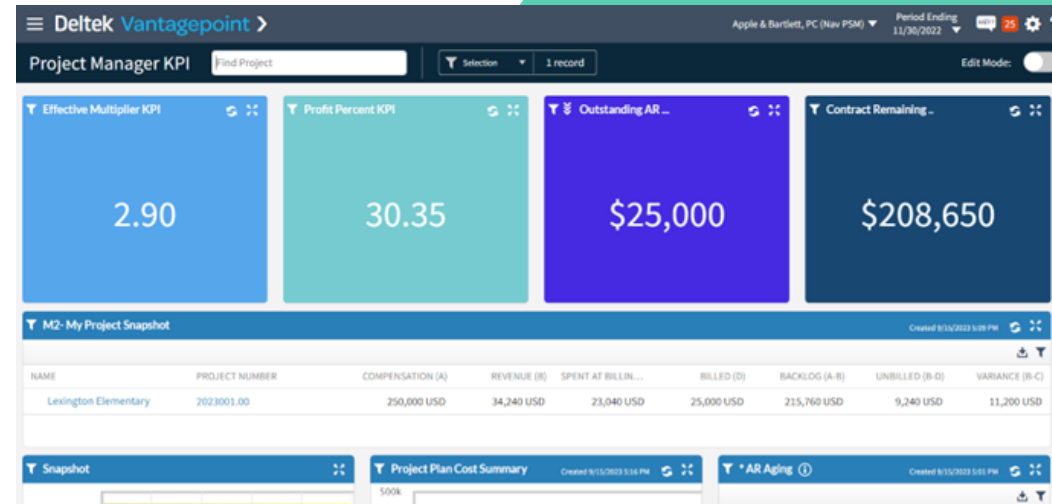 Deltek Vantagepoint
Apple & Bartlett, PC (Nav PSM)
Period Ending
11/30/2022
25
Project Manager KPI
Find Project
Selection
1 record
Edit Mode:
Effective Multiplier KPI
2.90
Profit Percent KPI
30.35
Outstanding AR ...
$25,000
Contract Remaining ..
$208,650
M2- My Project Snapshot
Created 9/15/2023 5:09 PM
NAME PROJECT NUMBER COMPENSATION (A) REVENUE (B) SPENT AT BILLIN.... BILLED (D) BACKLOG (A-B) UNBILLED (B-D) VARIANCE (B-C)
Lexington Elementary 2023001.00 250,000 USD 34,240 USD 23,040 USD 25,000 USD 215,760 USD 9,240 USD 11,200 USD
Snapshot
Project Plan Cost Summary
Created 9/15/2023 5:16 PM
500k
* AR Aging
Created 9/15/2023 5:01 PM